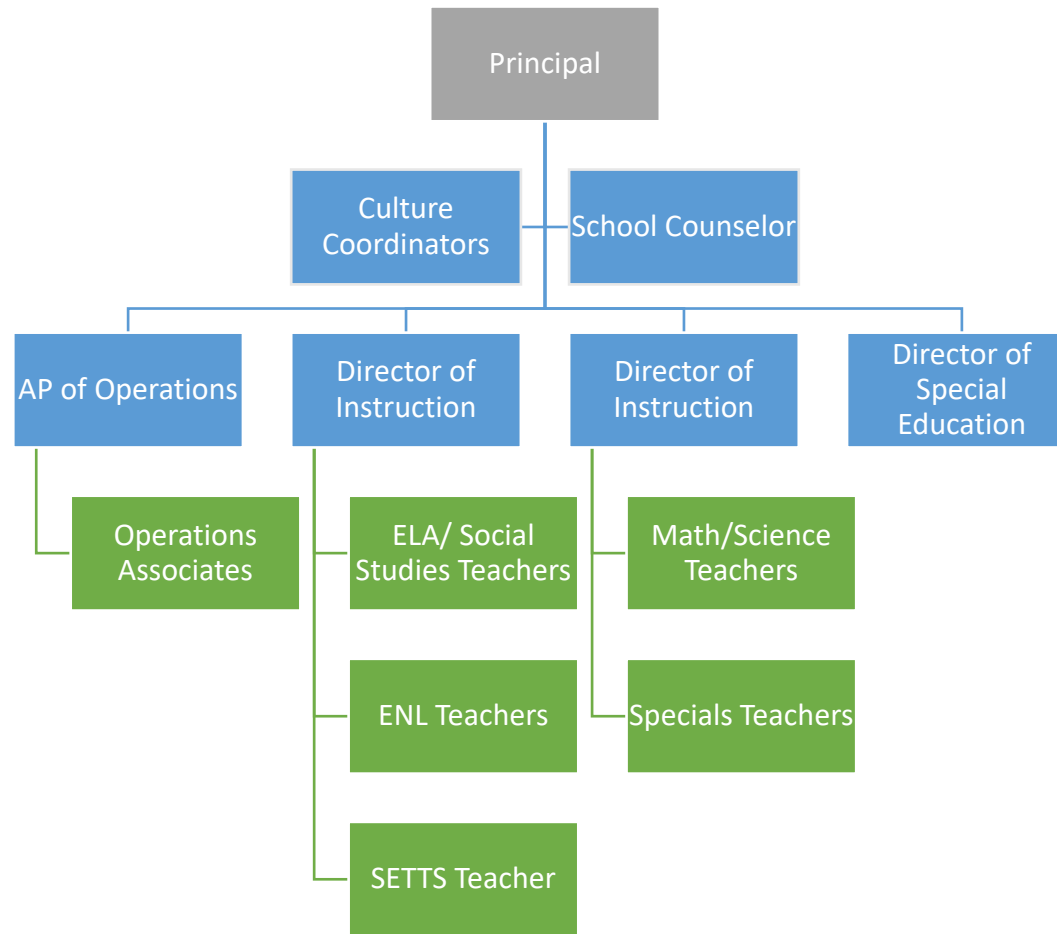 Principal
Culture
Coordinators
School Counselor
AP of Operations
Director of
Instruction
Director of
Instruction
Director of
Special
Education
Operations
Associates
ELA/ Social
Studies Teachers
Math/Science
Teachers
ENL Teachers
Specials Teachers
SETTS Teacher